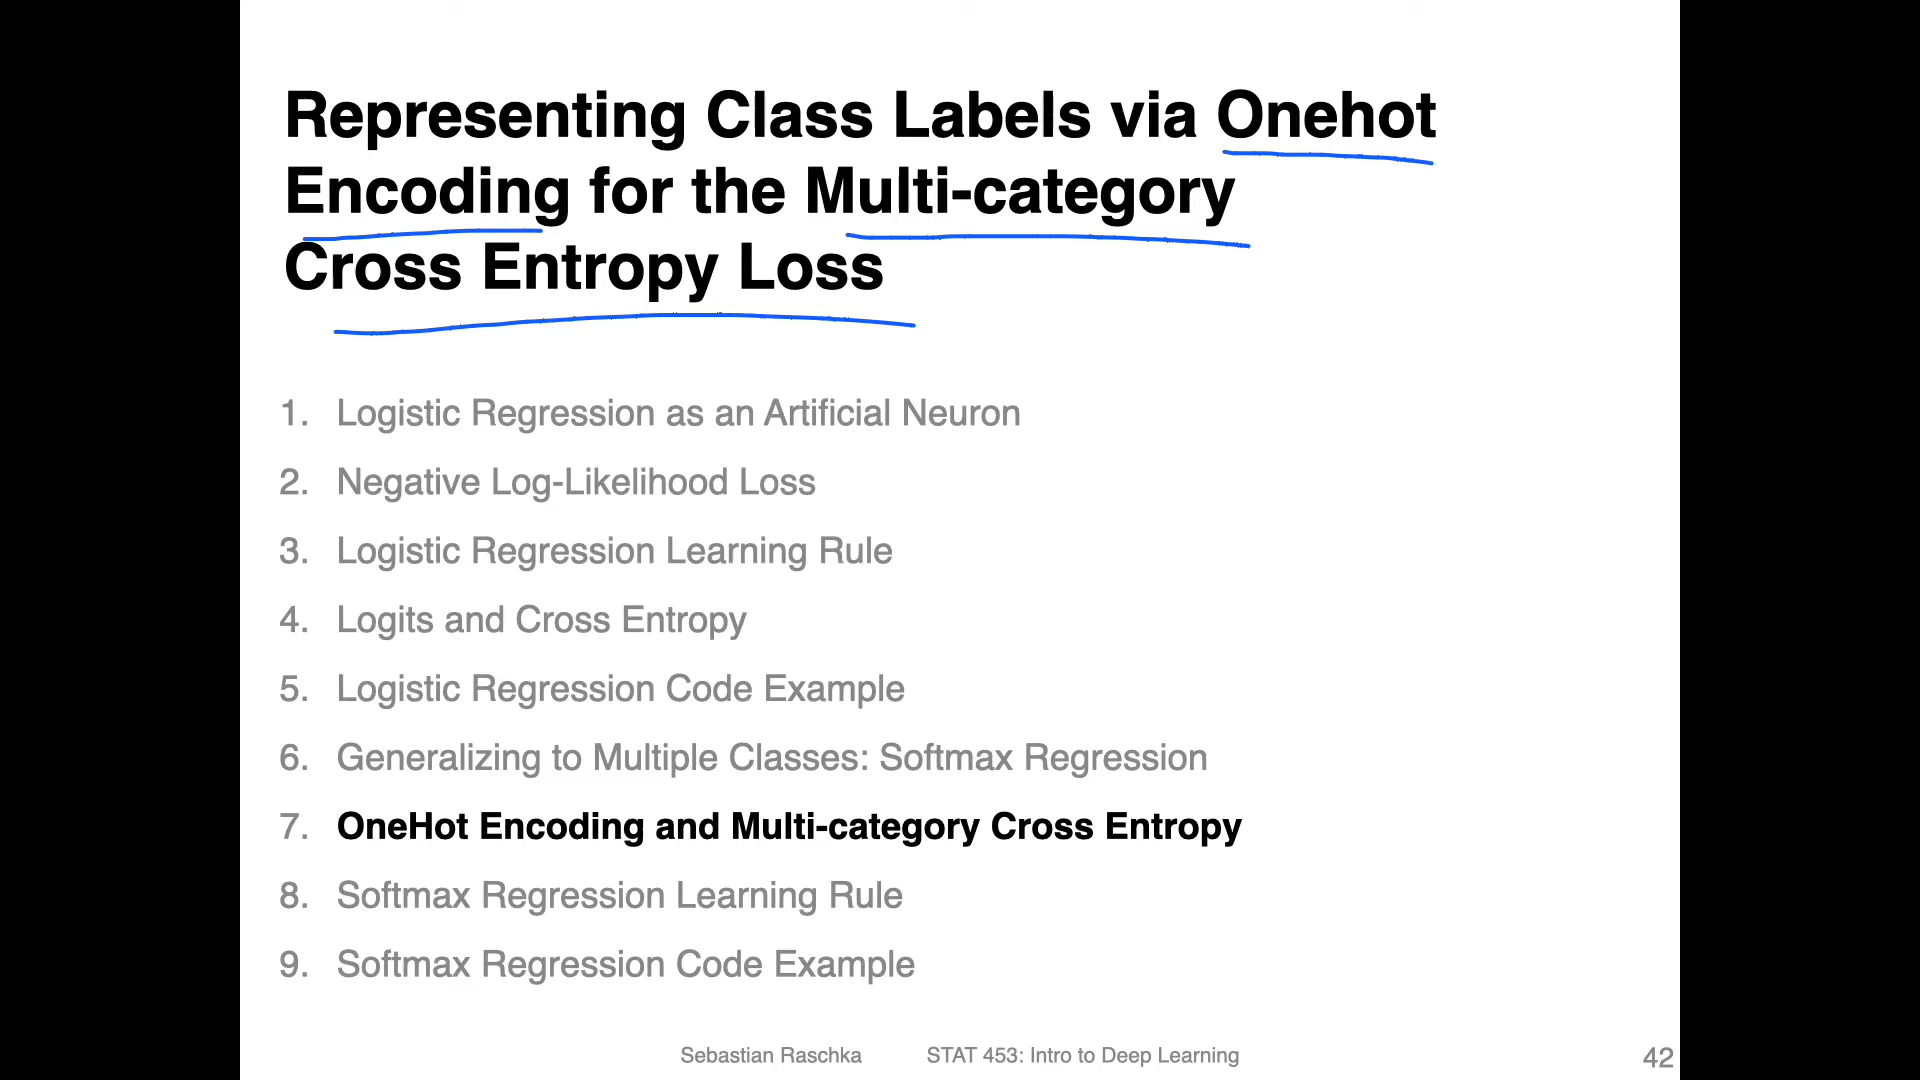 Representing Class Labels via Onehot
Encoding for the Multi-category
Cross Entropy Loss
1. Logistic Regression as an Artificial Neuron
2. Negative Log-Likelihood Loss
3. Logistic Regression Learning Rule
4. Logits and Cross Entropy
5. Logistic Regression Code Example
6. Generalizing to Multiple Classes: Softmax Regression
7. OneHot Encoding and Multi-category Cross Entropy
8. Softmax Regression Learning Rule
9. Softmax Regression Code Example
Sebastian Raschka STAT 453: Intro to Deep Learning 42